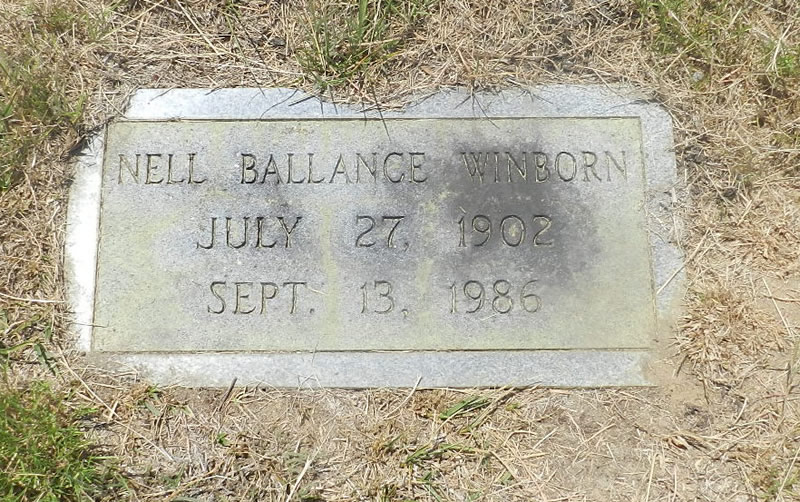 NELL BALLANCE WINBORN
JULY 27, 1902
SEPT. 13, 1986